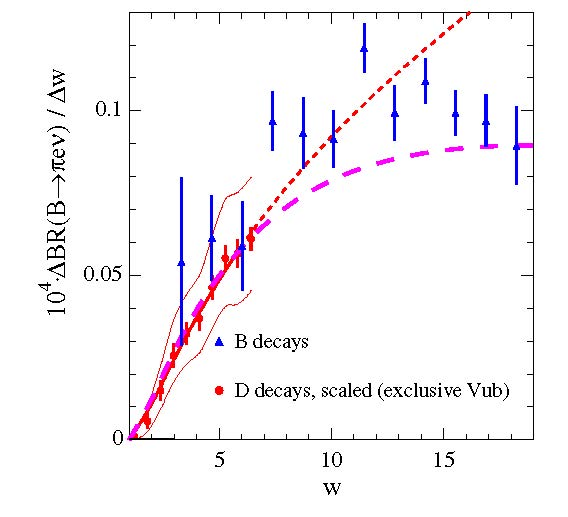 10⁴·ΔBR(B→πeν) / Δw
0.1
0.05
0
B decays
D decays, scaled (exclusive Vub)
5
10
15
w